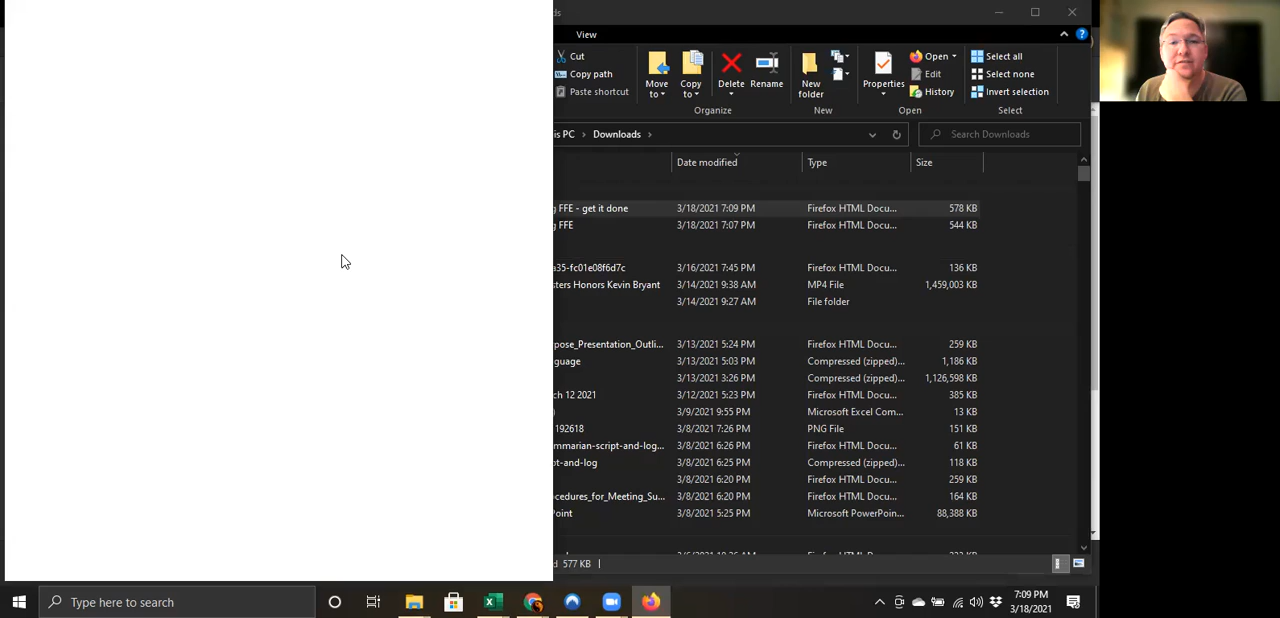 ds
View
Cut
Copy path
Paste shortcut
Move to
Copy to
Delete
Rename
New folder
Properties
Open
Edit
History
Select all
Select none
Invert selection
Organize
New
Open
Select
is PC > Downloads >
Search Downloads
Date modified Type Size
g FFE - get it done 3/18/2021 7:09 PM Firefox HTML Docu... 578 KB
g FFE 3/18/2021 7:07 PM Firefox HTML Docu... 544 KB
a35-fc01e08f6d7c 3/16/2021 7:45 PM Firefox HTML Docu... 136 KB
sters Honors Kevin Bryant 3/14/2021 9:38 AM MP4 File 1,459,003 KB
3/14/2021 9:27 AM File folder
pose_Presentation_Outli... 3/13/2021 5:24 PM Firefox HTML Docu... 259 KB
guage 3/13/2021 5:03 PM Compressed (zipped)... 1,186 KB
3/13/2021 3:26 PM Compressed (zipped)... 1,126,598 KB
ch 12 2021 3/12/2021 5:23 PM Firefox HTML Docu... 385 KB
3/9/2021 9:55 PM Microsoft Excel Com... 13 KB
192618 3/8/2021 7:26 PM PNG File 151 KB
mmarian-script-and-log... 3/8/2021 6:26 PM Firefox HTML Docu... 61 KB
pt-and-log 3/8/2021 6:25 PM Compressed (zipped)... 118 KB
3/8/2021 6:20 PM Firefox HTML Docu... 259 KB
cedures_for_Meeting_Su... 3/8/2021 6:20 PM Firefox HTML Docu... 164 KB
Point 3/8/2021 5:25 PM Microsoft PowerPoin... 88,388 KB
d 577 KB
Type here to search
7:09 PM
3/18/2021